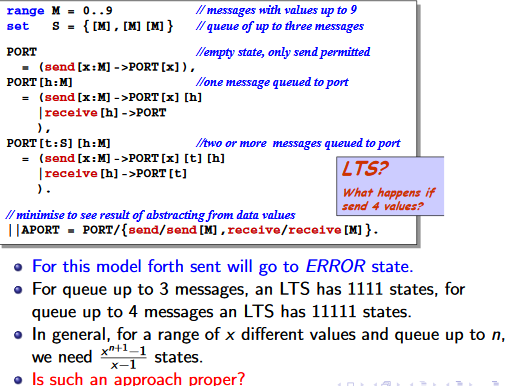 range M = 0..9 // messages with values up to 9
set S = {[M],[M][M]} // queue of up to three messages
PORT //empty state, only send permitted
= (send[x:M]->PORT[x]),
PORT[h:M] //one message queued to port
= (send[x:M]->PORT[x][h]
|receive[h]->PORT
),
PORT[t:S][h:M] //two or more messages queued to port
= (send[x:M]->PORT[x][t][h]
|receive[h]->PORT[t]
).
LTS?
What happens if
send 4 values?
// minimise to see result of abstracting from data values
||APORT = PORT/{send/send[M],receive/receive[M]}.
• For this model forth sent will go to ERROR state.
• For queue up to 3 messages, an LTS has 1111 states, for
queue up to 4 messages an LTS has 11111 states.
• In general, for a range of x different values and queue up to n,
we need \frac{x^{n+1}-1}{x-1} states.
• Is such an approach proper?